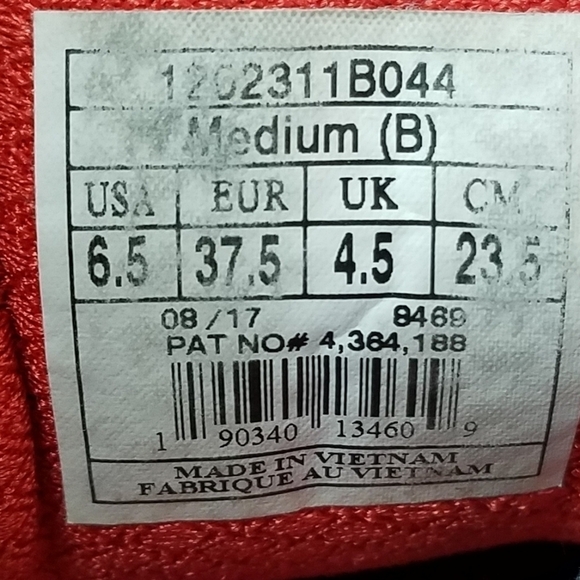 1202311B044
Medium (B)
USA EUR UK CM
6.5 37.5 4.5 23.5
08/17 8469
PAT NO# 4,364,188
1 90340 13460 9
MADE IN VIETNAM
FABRIQUE AU VIETNAM